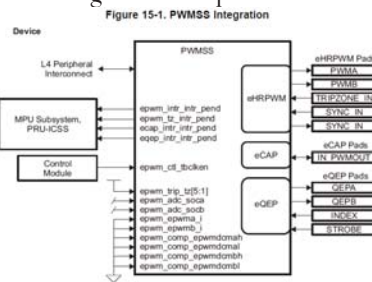 Figure 15-1. PWMSS Integration
Device
PWMSS
L4 Peripheral
Interconnect
MPU Subsystem,
PRU-ICSS
epwm_intr_intr_pend
epwm_tz_intr_pend
ecap_intr_intr_pend
eqep_intr_intr_pend
Control
Module
epwm_ctl_tbclken
epwm_trip_tz[5:1]
epwm_adc_soca
epwm_adc_socb
epwm_epwma_i
epwm_epwmb_i
epwm_comp_epwmdcmah
epwm_comp_epwmdcmal
epwm_comp_epwmdcmbh
epwm_comp_epwmdcmbl
eHRPWM
eCAP
eQEP
eHRPWM Pads
PWMA
PWMB
TRIPZONE_IN
SYNC_IN
SYNC_IN
eCAP Pads
IN_PWMOUT
eQEP Pads
QEPA
QEPB
INDEX
STROBE